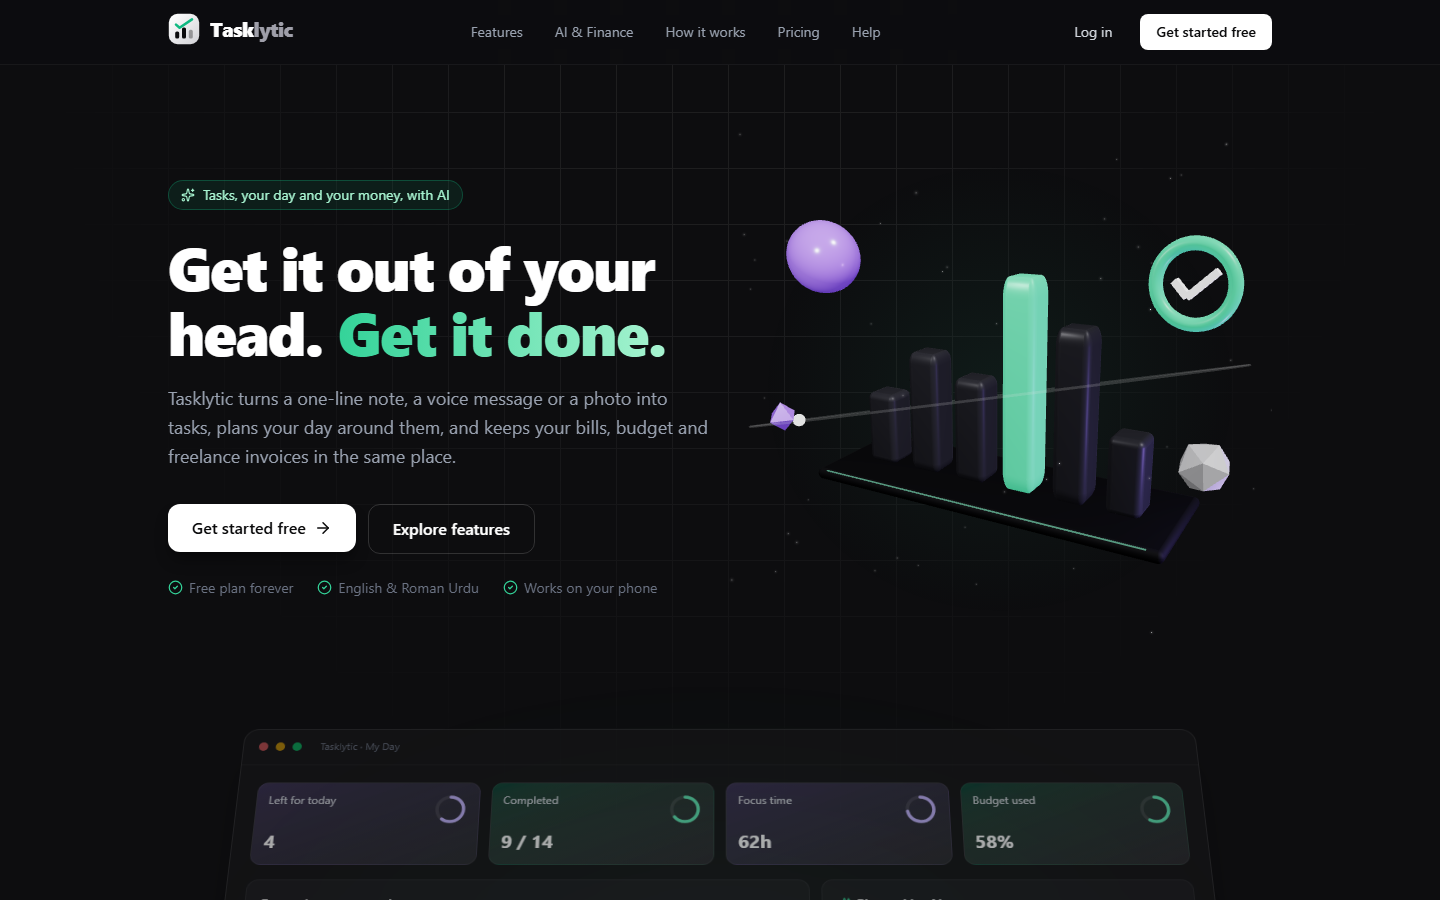 Tasklytic
Features
AI & Finance
How it works
Pricing
Help
Log in
Get started free
Tasks, your day and your money, with AI
Get it out of your
head. Get it done.
Tasklytic turns a one-line note, a voice message or a photo into
tasks, plans your day around them, and keeps your bills, budget and
freelance invoices in the same place.
Get started free
Explore features
Free plan forever
English & Roman Urdu
Works on your phone
Tasklytic · My Day
Left for today
4
Completed
9 / 14
Focus time
62h
Budget used
58%